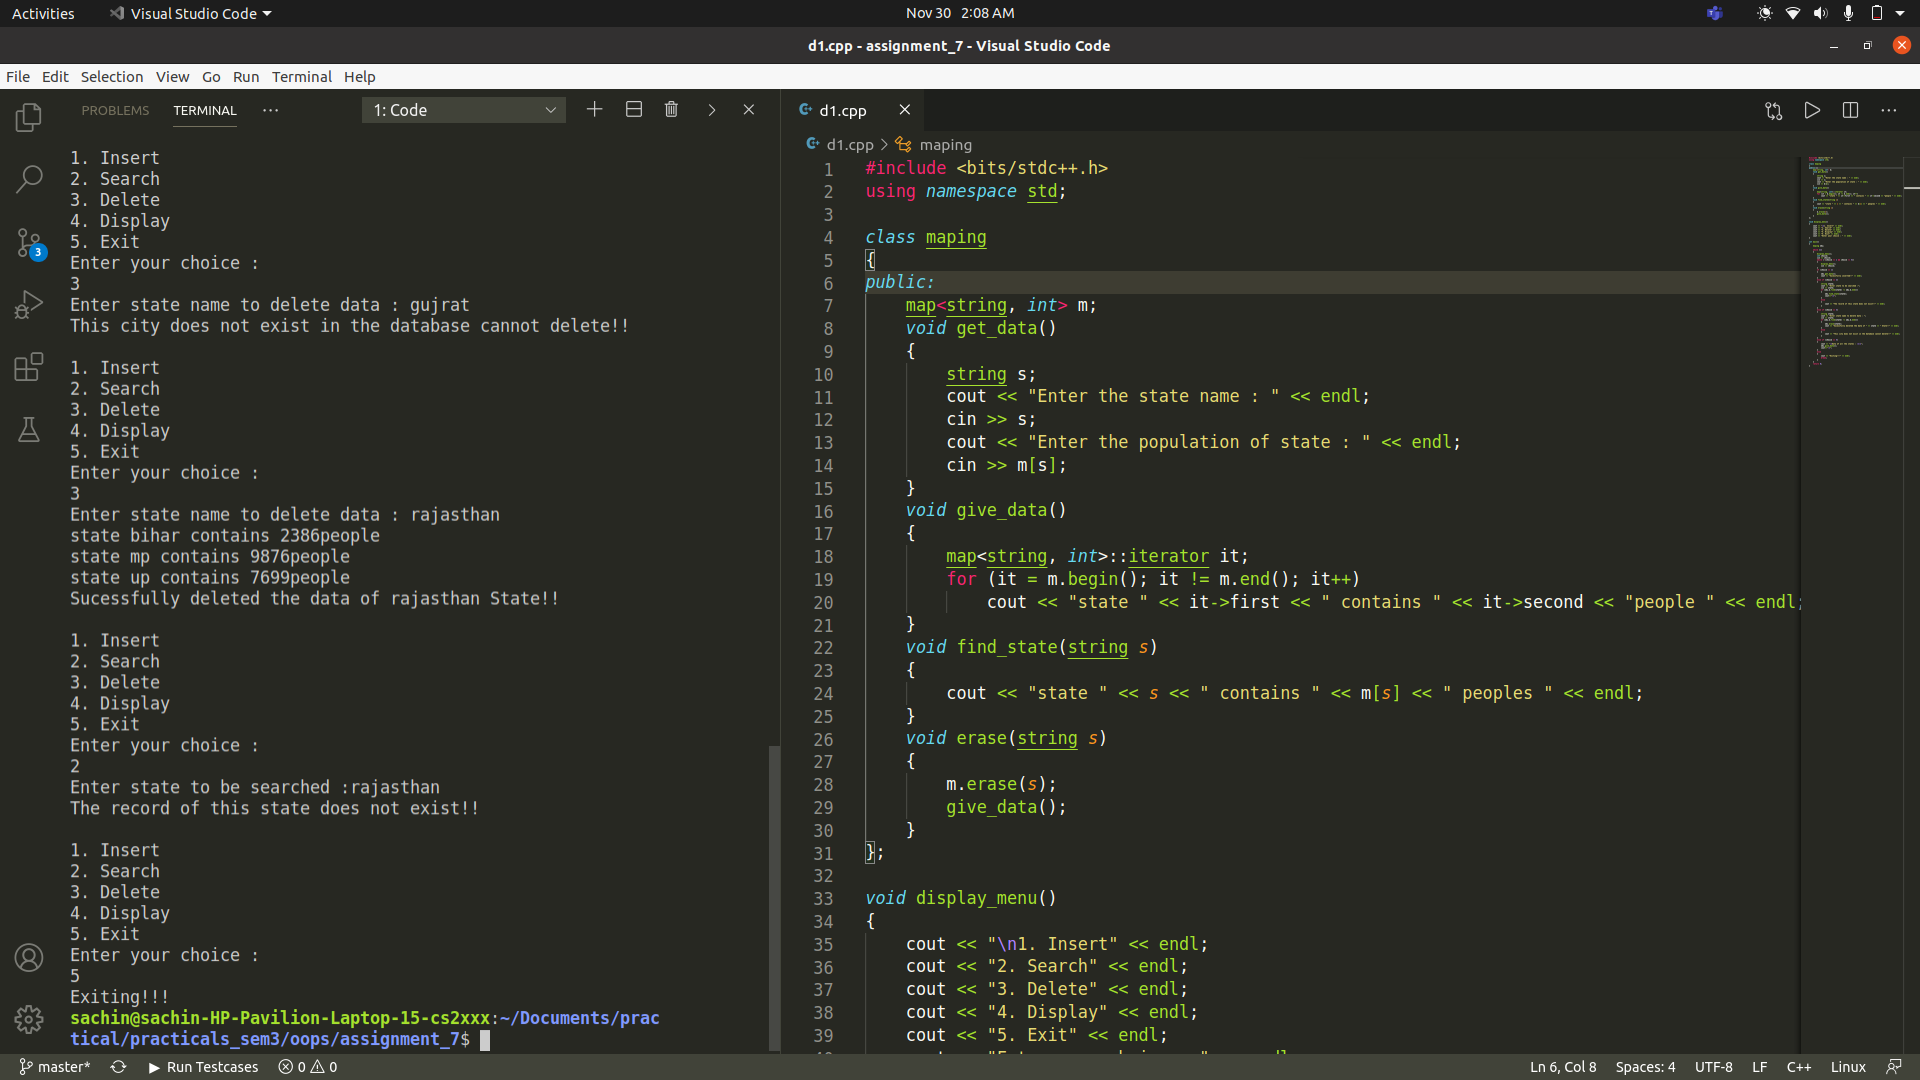 Activities Visual Studio Code Nov 30 2:08 AM
d1.cpp - assignment_7 - Visual Studio Code
File Edit Selection View Go Run Terminal Help
PROBLEMS TERMINAL ··· 1: Code
3
1. Insert
2. Search
3. Delete
4. Display
5. Exit
Enter your choice :
3
Enter state name to delete data : gujrat
This city does not exist in the database cannot delete!!

1. Insert
2. Search
3. Delete
4. Display
5. Exit
Enter your choice :
3
Enter state name to delete data : rajasthan
state bihar contains 2386people
state mp contains 9876people
state up contains 7699people
Sucessfully deleted the data of rajasthan State!!

1. Insert
2. Search
3. Delete
4. Display
5. Exit
Enter your choice :
2
Enter state to be searched :rajasthan
The record of this state does not exist!!

1. Insert
2. Search
3. Delete
4. Display
5. Exit
Enter your choice :
5
Exiting!!!
sachin@sachin-HP-Pavilion-Laptop-15-cs2xxx:~/Documents/prac
tical/practicals_sem3/oops/assignment_7$
d1.cpp
d1.cpp > maping
1 #include <bits/stdc++.h>
2 using namespace std;
3
4 class maping
5 {
6 public:
7     map<string, int> m;
8     void get_data()
9     {
10         string s;
11         cout << "Enter the state name : " << endl;
12         cin >> s;
13         cout << "Enter the population of state : " << endl;
14         cin >> m[s];
15     }
16     void give_data()
17     {
18         map<string, int>::iterator it;
19         for (it = m.begin(); it != m.end(); it++)
20             cout << "state " << it->first << " contains " << it->second << "people " << endl;
21     }
22     void find_state(string s)
23     {
24         cout << "state " << s << " contains " << m[s] << " peoples " << endl;
25     }
26     void erase(string s)
27     {
28         m.erase(s);
29         give_data();
30     }
31 };
32
33 void display_menu()
34 {
35     cout << "\n1. Insert" << endl;
36     cout << "2. Search" << endl;
37     cout << "3. Delete" << endl;
38     cout << "4. Display" << endl;
39     cout << "5. Exit" << endl;
master* Run Testcases 0 0 Ln 6, Col 8 Spaces: 4 UTF-8 LF C++ Linux